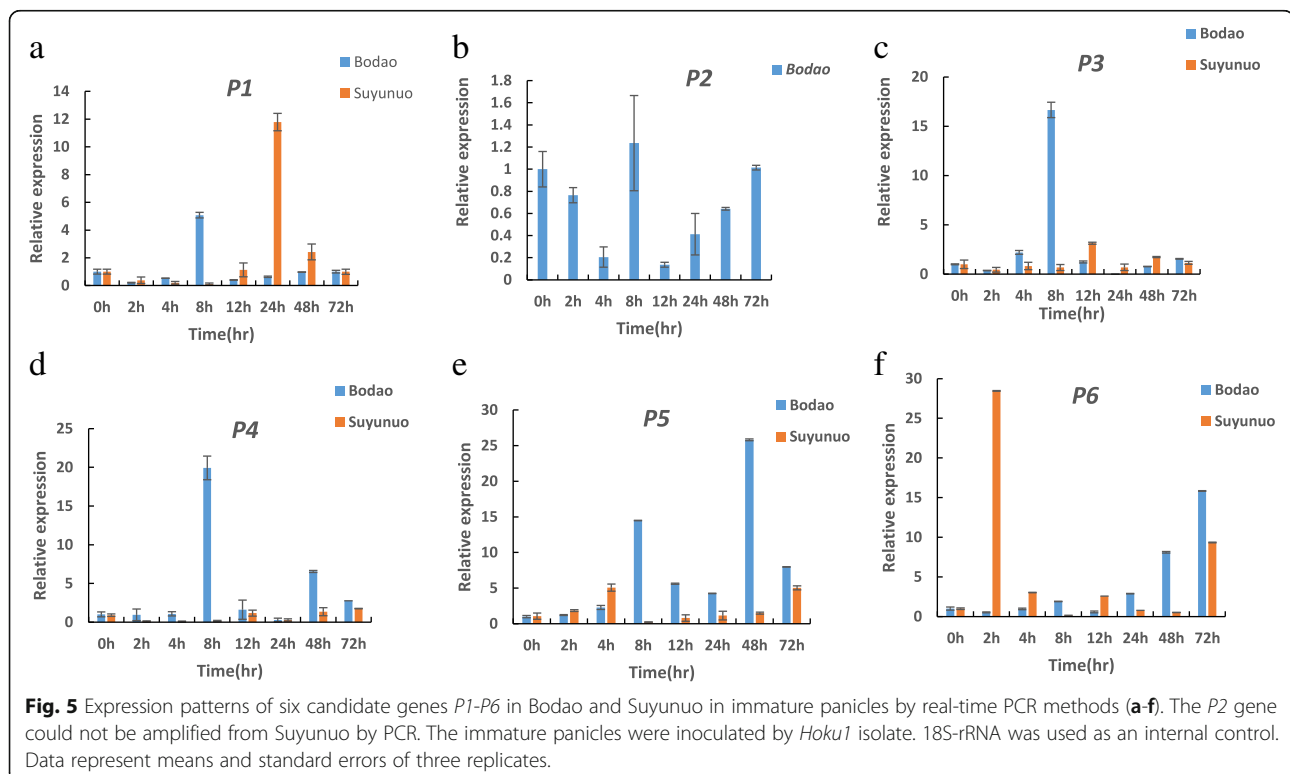 a
Bodao
Suyunuo
P1
Relative expression
14
12
10
8
6
4
2
0
0h 2h 4h 8h 12h 24h 48h 72h
Time(hr)
b
Bodao
P2
Relative expression
1.8
1.6
1.4
1.2
1
0.8
0.6
0.4
0.2
0
0h 2h 4h 8h 12h 24h 48h 72h
Time(hr)
c
Bodao
Suyunuo
P3
Relative expression
20
15
10
5
0
0h 2h 4h 8h 12h 24h 48h 72h
Time(hr)
d
Bodao
Suyunuo
P4
Relative expression
25
20
15
10
5
0
0h 2h 4h 8h 12h 24h 48h 72h
Time(hr)
e
Bodao
Suyunuo
P5
Relative expression
30
25
20
15
10
5
0
0h 2h 4h 8h 12h 24h 48h 72h
Time(hr)
f
Bodao
Suyunuo
P6
Relative expression
30
25
20
15
10
5
0
0h 2h 4h 8h 12h 24h 48h 72h
Time(hr)
Fig. 5 Expression patterns of six candidate genes P1-P6 in Bodao and Suyunuo in immature panicles by real-time PCR methods (a-f). The P2 gene
could not be amplified from Suyunuo by PCR. The immature panicles were inoculated by Hoku1 isolate. 18S-rRNA was used as an internal control.
Data represent means and standard errors of three replicates.